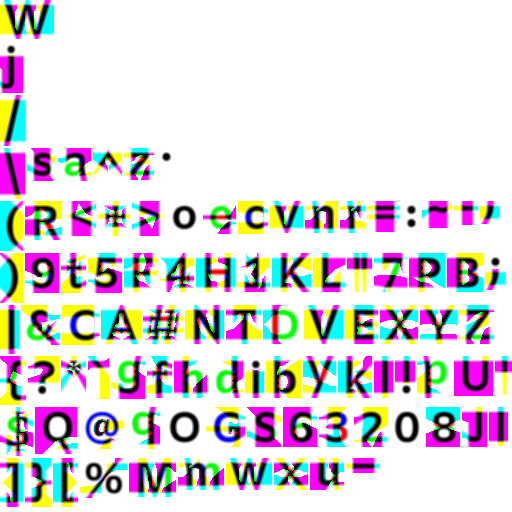 W
j
/
\ s a ^ z ·
( R < + > o e c v n r = : ~ - ,
) 9 t 5 F 4 H 1 K L " 7 P B ;
| & C A # N T D V E X Y Z
{ ? * ` g f h d i b y k l ! p U '
$ Q @ q O G S 6 3 2 0 8 J I
] } [ % M m w x u _